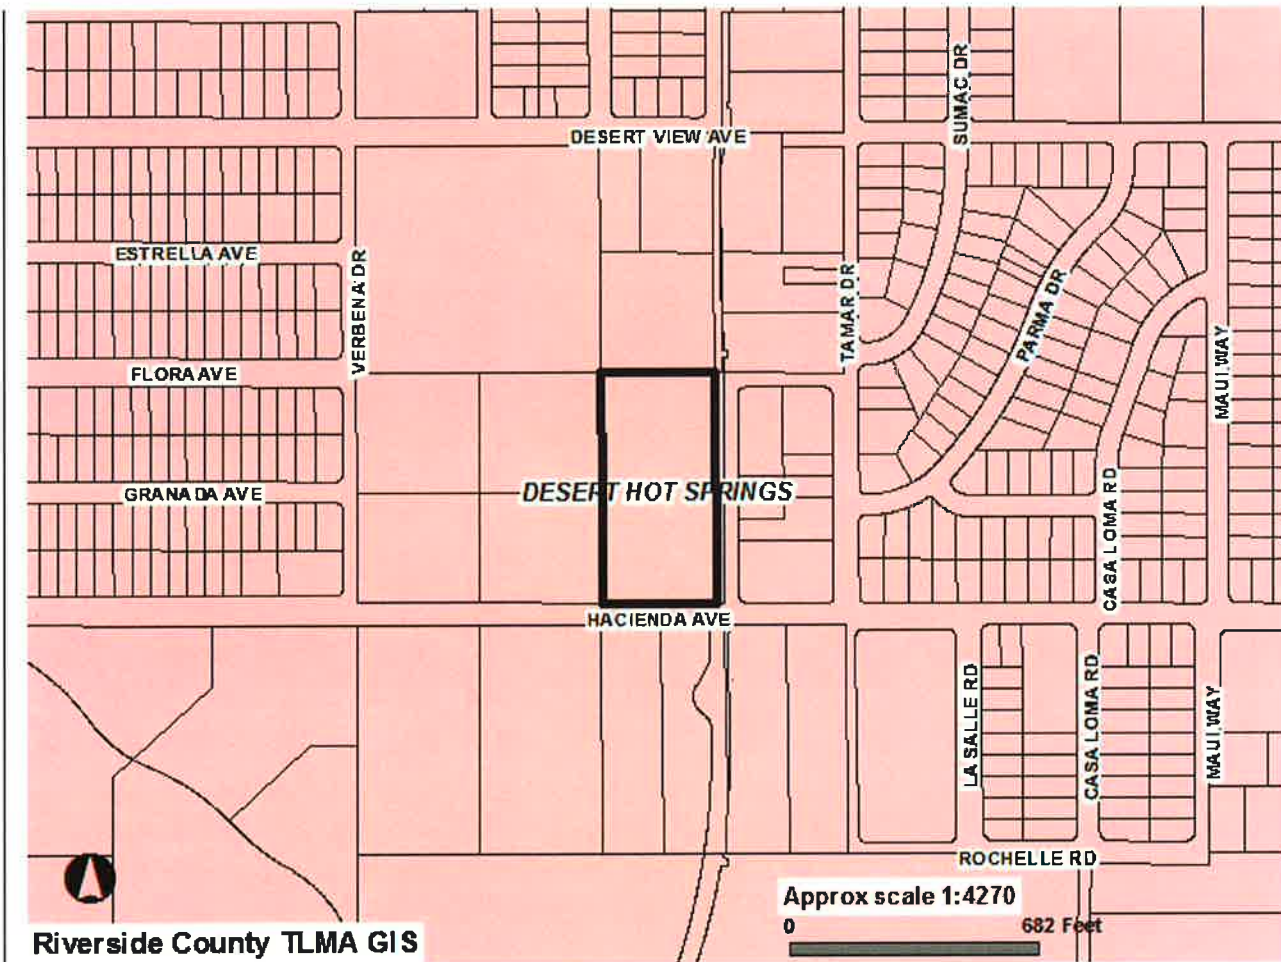 SUMAC DR
DESERT VIEW AVE
ESTRELLA AVE
VERBENA DR
TAMAR DR
PARMA DR
FLORA AVE
MAUI WAY
GRANADA AVE
DESERT HOT SPRINGS
CASA LOMA RD
HACIENDA AVE
LA SALLE RD
CASA LOMA RD
MAUI WAY
ROCHELLE RD
Approx scale 1:4270
0 682 Feet
Riverside County TLMA GIS